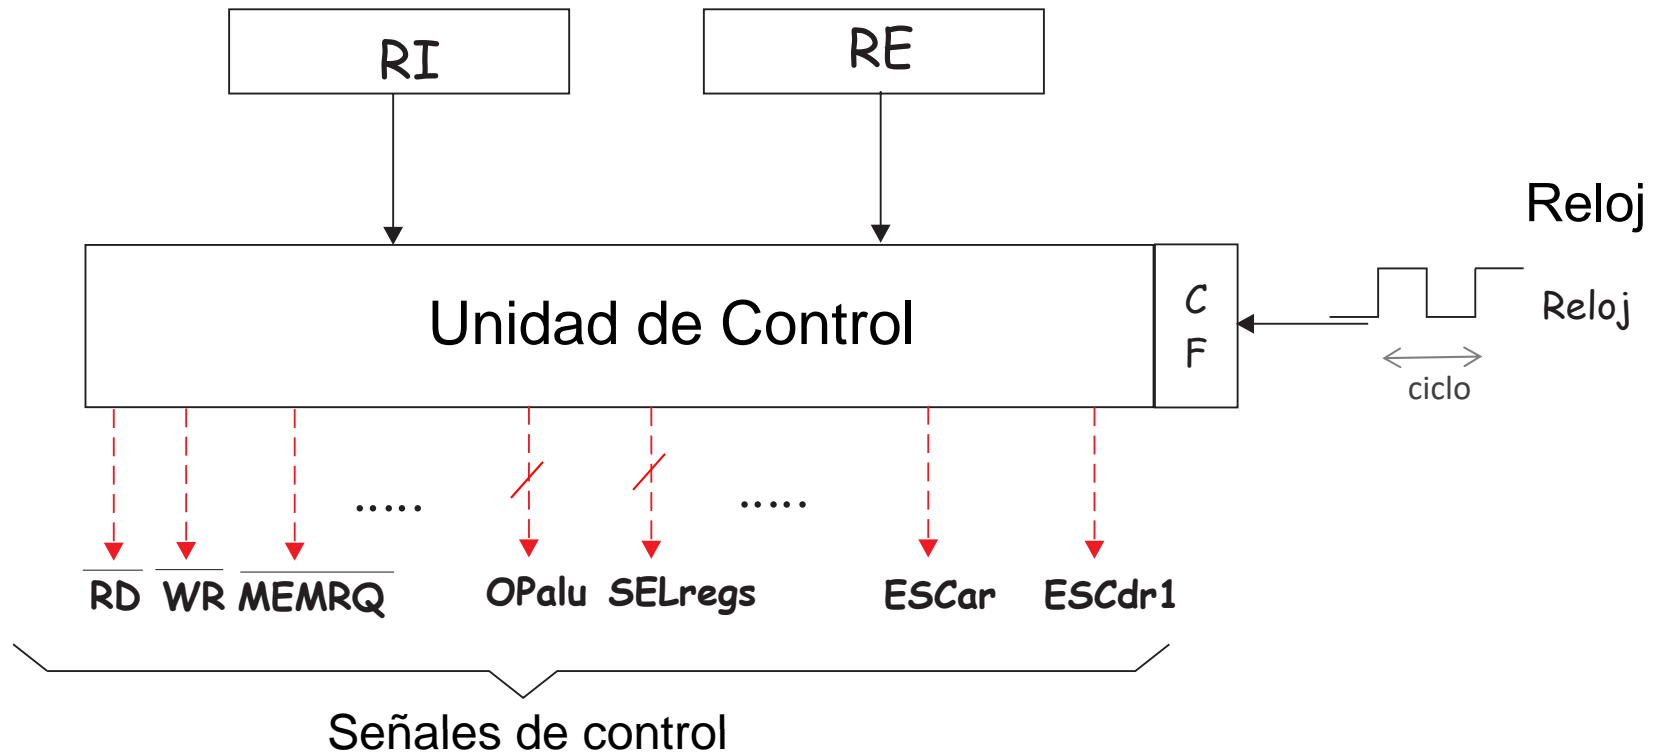 RI
RE
Reloj
Unidad de Control
C
F
Reloj
ciclo
.....
.....
RD WR MEMRQ OPalu SELregs ESCar ESCdr1
Señales de control